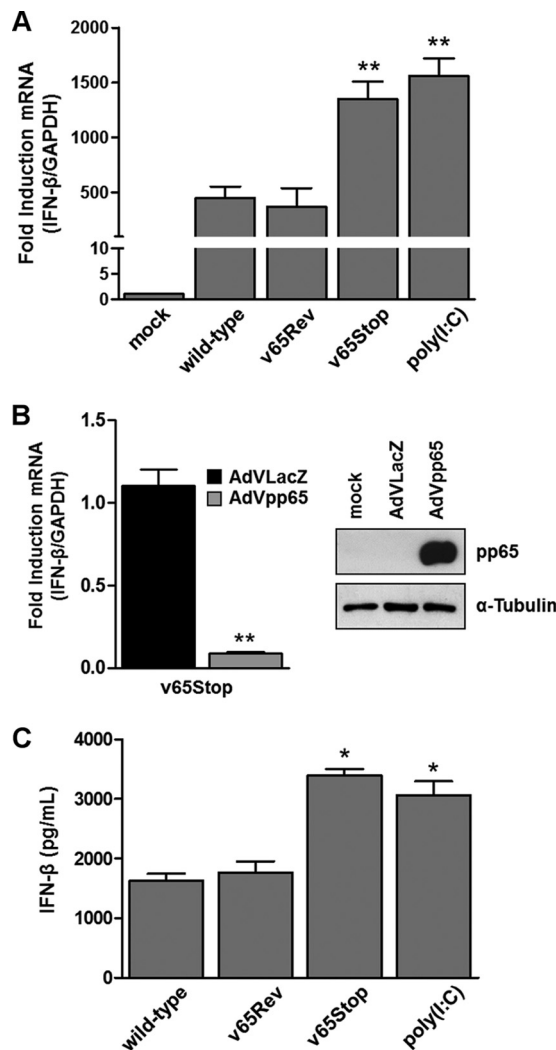 A
Fold Induction mRNA
(IFN-β/GAPDH)
2000
1500
1000
500
10
5
0
**
**
mock
wild-type
v65Rev
v65Stop
poly(I:C)
B
Fold Induction mRNA
(IFN-β/GAPDH)
1.5
1.0
0.5
0.0
AdVLacZ
AdVpp65
**
v65Stop
mock
AdVLacZ
AdVpp65
pp65
α-Tubulin
C
IFN-β (pg/mL)
4000
3000
2000
1000
0
*
*
wild-type
v65Rev
v65Stop
poly(I:C)